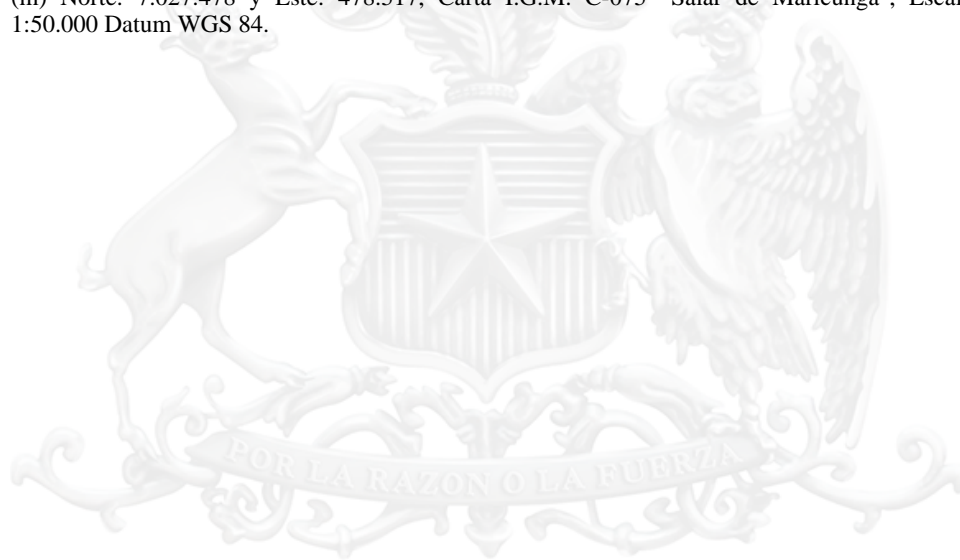 (m) Norte: 7.027.478 y Este: 478.517, Carta I.G.M. C-075 "Salar de Maricunga", Escala
1:50.000 Datum WGS 84.
POR LA RAZON O LA FUERZA